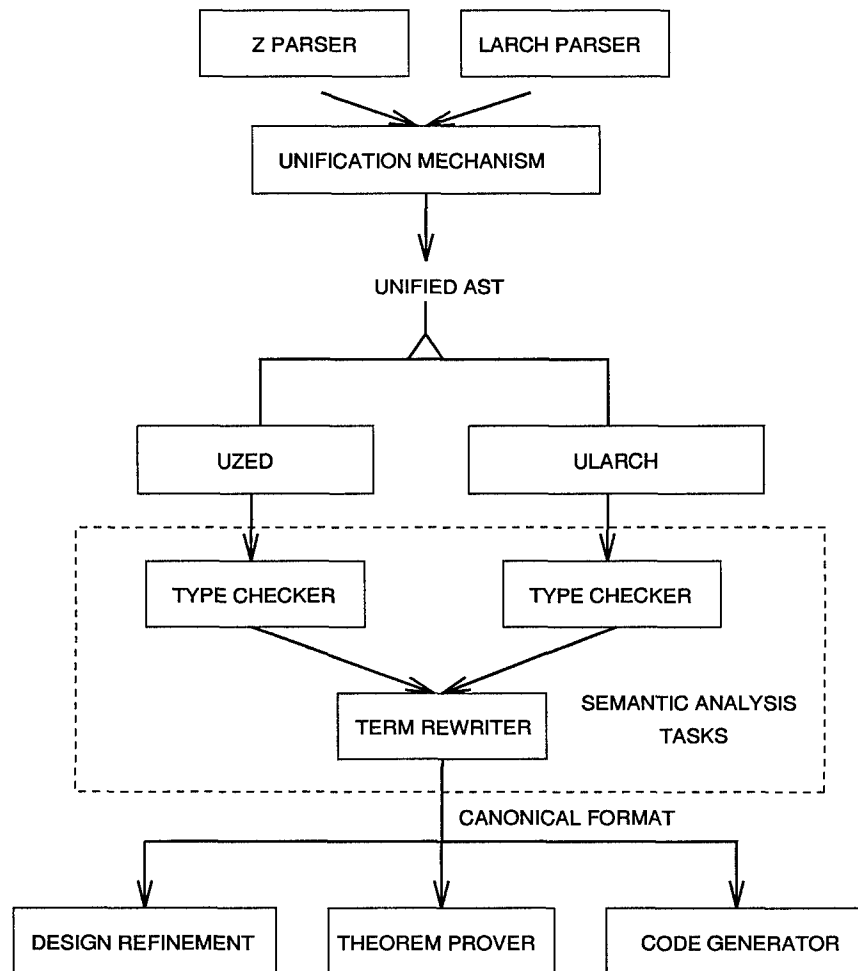 Z PARSER
LARCH PARSER
UNIFICATION MECHANISM
UNIFIED AST
UZED
ULARCH
TYPE CHECKER
TYPE CHECKER
TERM REWRITER
SEMANTIC ANALYSIS
TASKS
CANONICAL FORMAT
DESIGN REFINEMENT
THEOREM PROVER
CODE GENERATOR